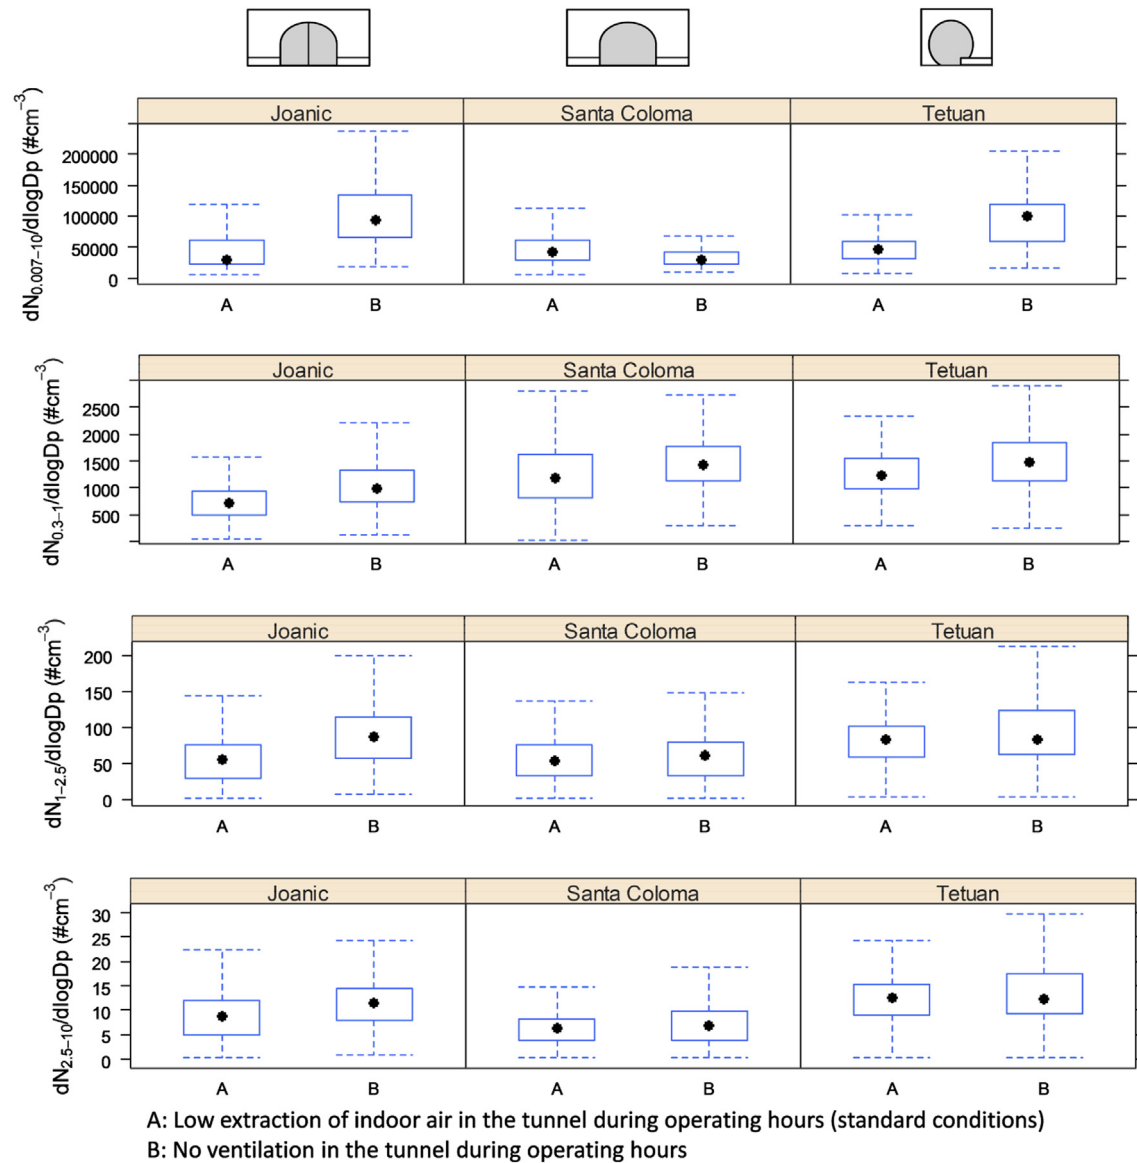 Joanic Santa Coloma Tetuan
dN0.007–10/dlogDp (#cm−3)
200000
150000
100000
50000
0
A B A B A B
Joanic Santa Coloma Tetuan
dN0.3–1/dlogDp (#cm−3)
2500
2000
1500
1000
500
A B A B A B
Joanic Santa Coloma Tetuan
dN1–2.5/dlogDp (#cm−3)
200
150
100
50
0
A B A B A B
Joanic Santa Coloma Tetuan
dN2.5–10/dlogDp (#cm−3)
30
25
20
15
10
5
0
A B A B A B
A: Low extraction of indoor air in the tunnel during operating hours (standard conditions)
B: No ventilation in the tunnel during operating hours